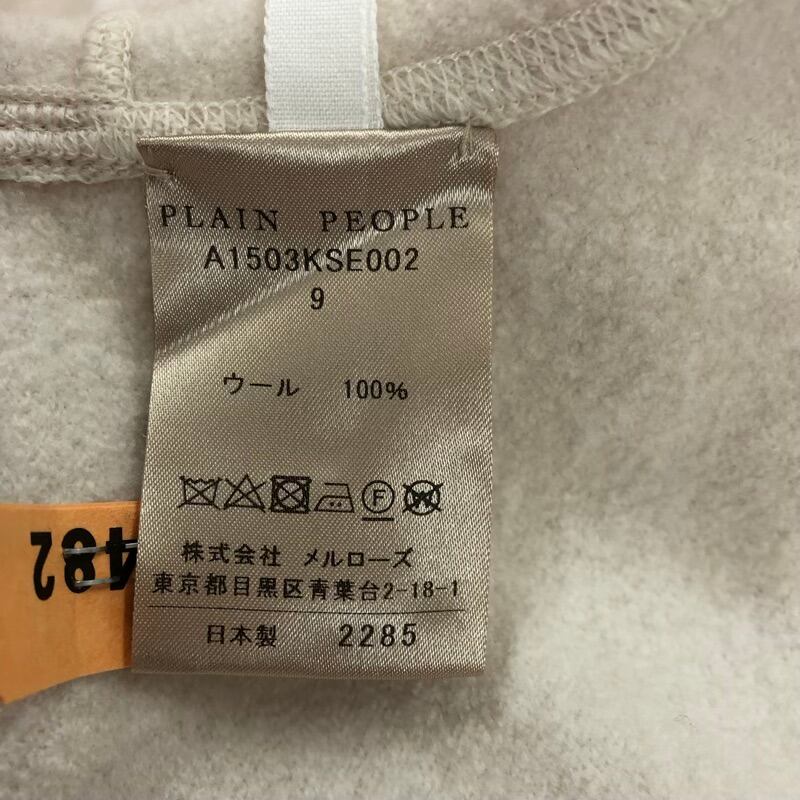 PLAIN PEOPLE
A1503KSE002
9
ウール 100%
F
W
株式会社 メルローズ
東京都目黒区青葉台2-18-1
日本製 2285
482